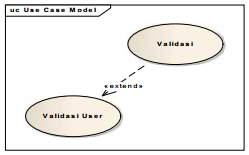 uc Use Case Model
Validasi
«extend»
Validasi User